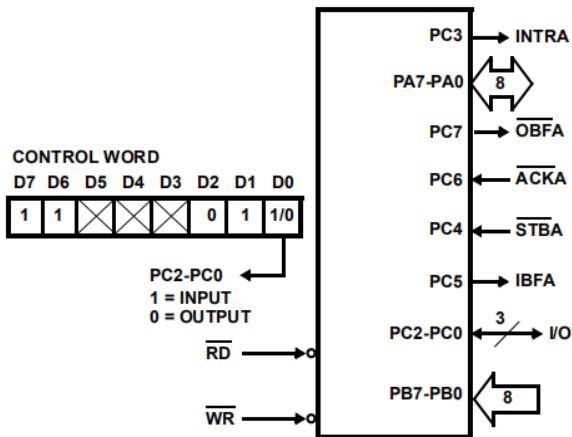 PC3 INTRA
PA7-PA0 8
PC7 OBFA
CONTROL WORD
D7 D6 D5 D4 D3 D2 D1 D0
1 1 0 1 1/0
PC6 ACKA
PC4 STBA
PC2-PC0
1 = INPUT
0 = OUTPUT
PC5 IBFA
PC2-PC0 3 I/O
RD
PB7-PB0 8
WR